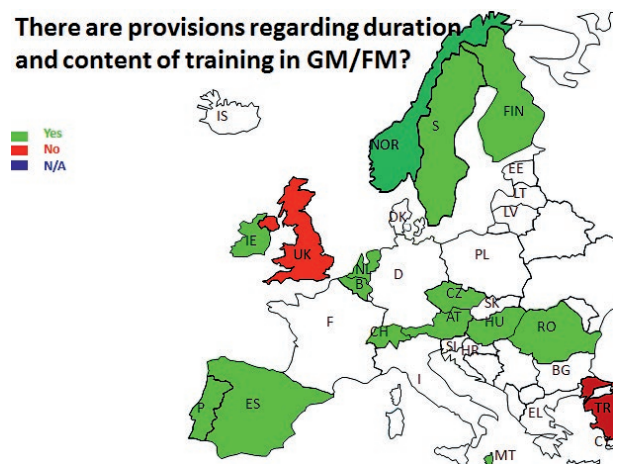 There are provisions regarding duration
and content of training in GM/FM?
Yes
No
N/A
IS
NOR
S
FIN
EE
LT
LV
DK
IE
UK
NL
B
D
PL
CZ
SK
F
CH
AT
HU
RO
SI
HR
BG
I
P
ES
EL
TR
CY
MT